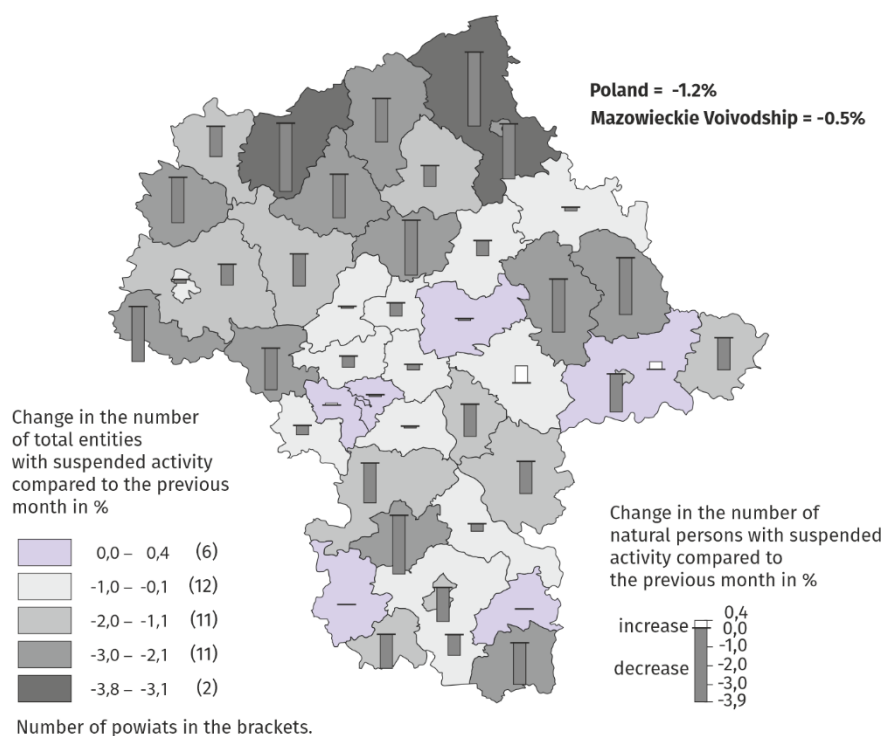 Poland = -1.2%
Mazowieckie Voivodship = -0.5%
Change in the number
of total entities
with suspended activity
compared to the previous
month in %
0,0 – 0,4 (6)
-1,0 – -0,1 (12)
-2,0 – -1,1 (11)
-3,0 – -2,1 (11)
-3,8 – -3,1 (2)
Number of powiats in the brackets.
Change in the number of
natural persons with suspended
activity compared to
the previous month in %
0,4
increase 0,0
-1,0
decrease -2,0
-3,0
-3,9